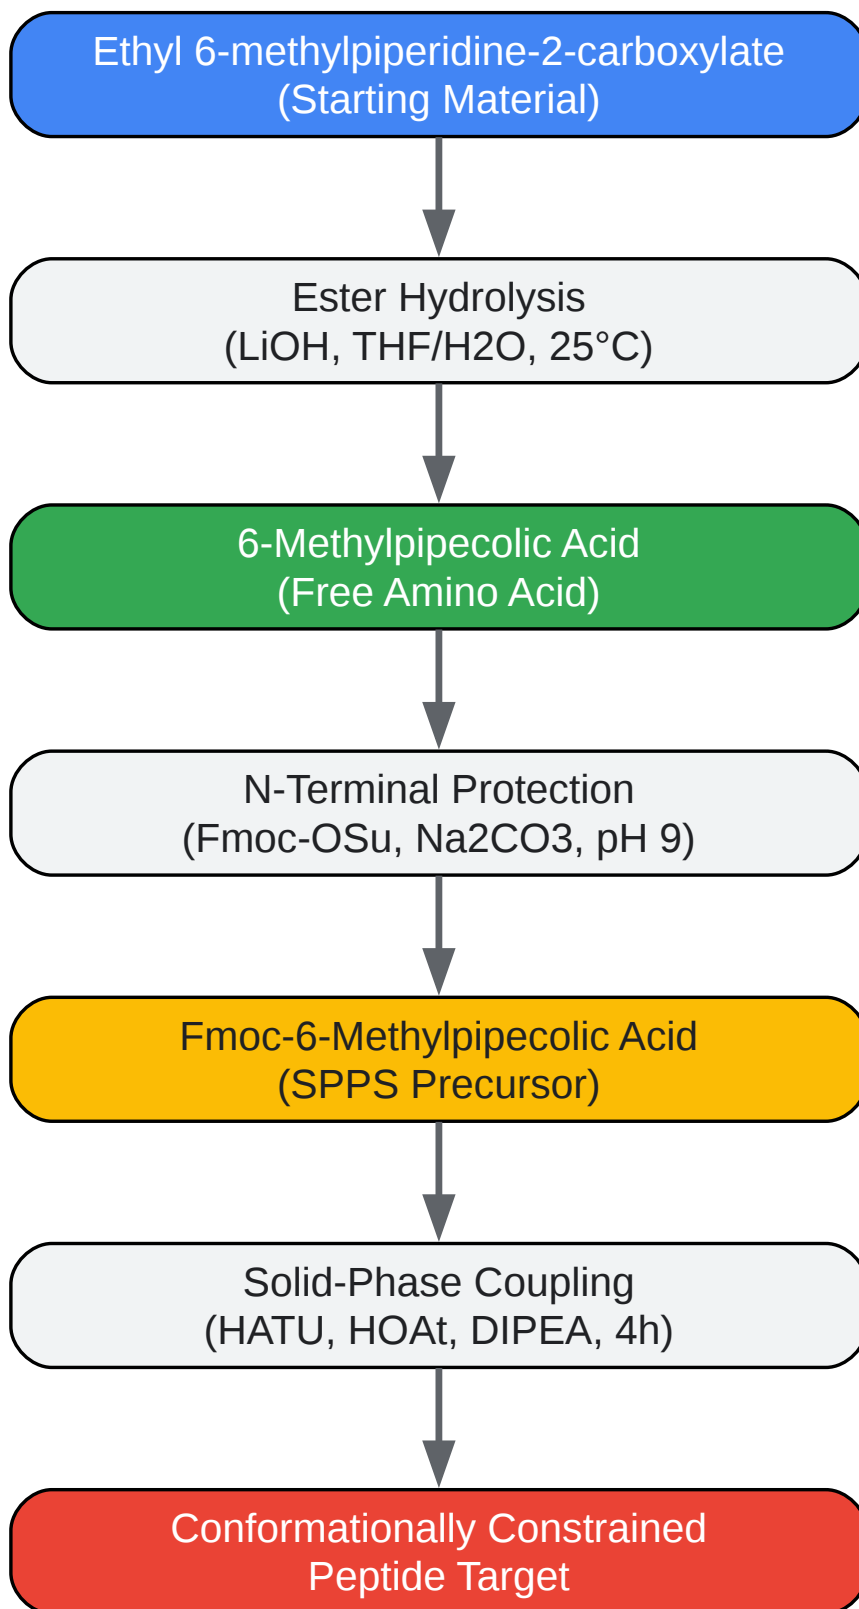 Ethyl 6-methylpiperidine-2-carboxylate
(Starting Material)
Ester Hydrolysis
(LiOH, THF/H2O, 25°C)
6-Methylpipecolic Acid
(Free Amino Acid)
N-Terminal Protection
(Fmoc-OSu, Na2CO3, pH 9)
Fmoc-6-Methylpipecolic Acid
(SPPS Precursor)
Solid-Phase Coupling
(HATU, HOAt, DIPEA, 4h)
Conformationally Constrained
Peptide Target